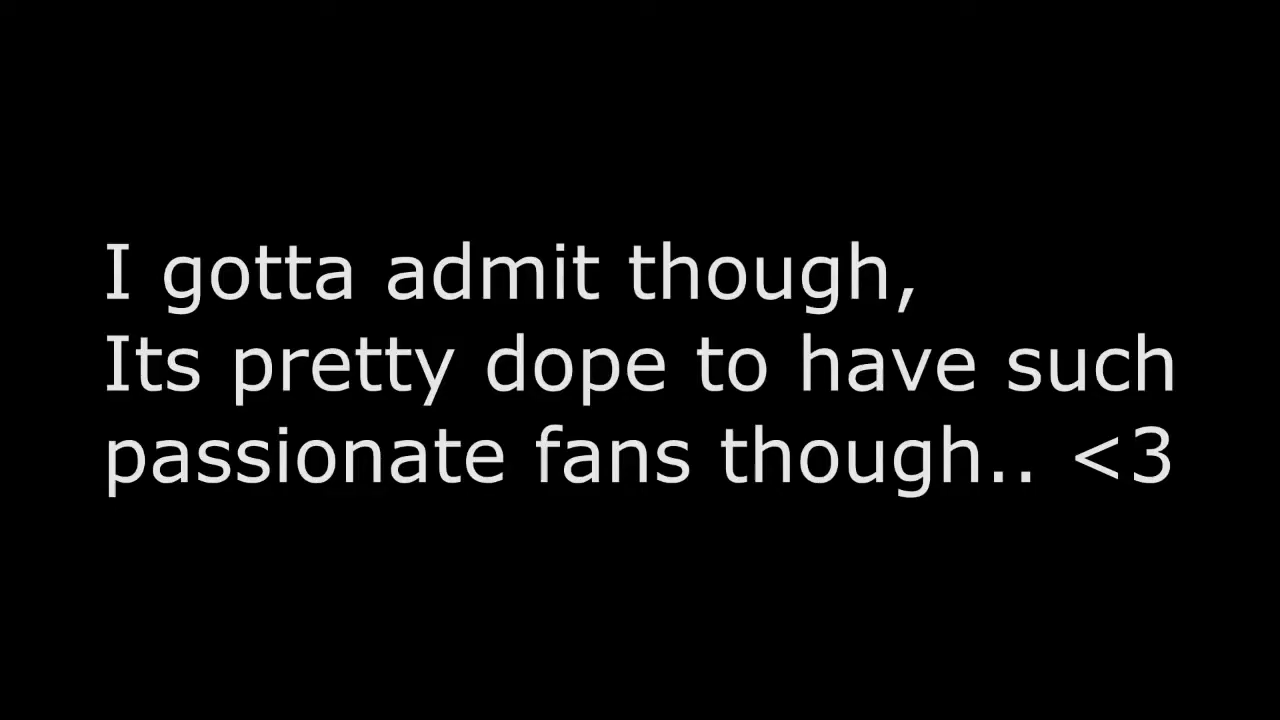 I gotta admit though,
Its pretty dope to have such
passionate fans though.. <3